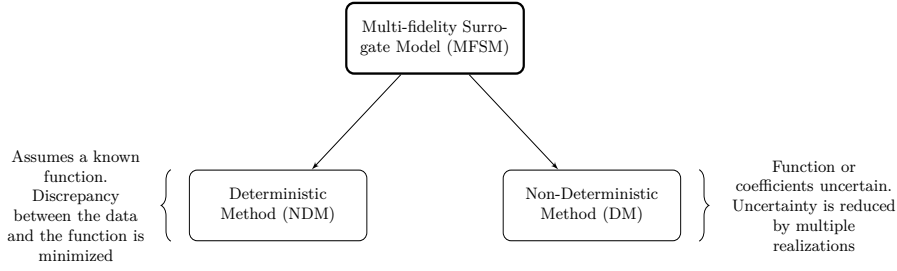 Multi-fidelity Surro-
gate Model (MFSM)
Assumes a known
function.
Discrepancy
between the data
and the function is
minimized
Deterministic
Method (NDM)
Non-Deterministic
Method (DM)
Function or
coefficients uncertain.
Uncertainty is reduced
by multiple
realizations